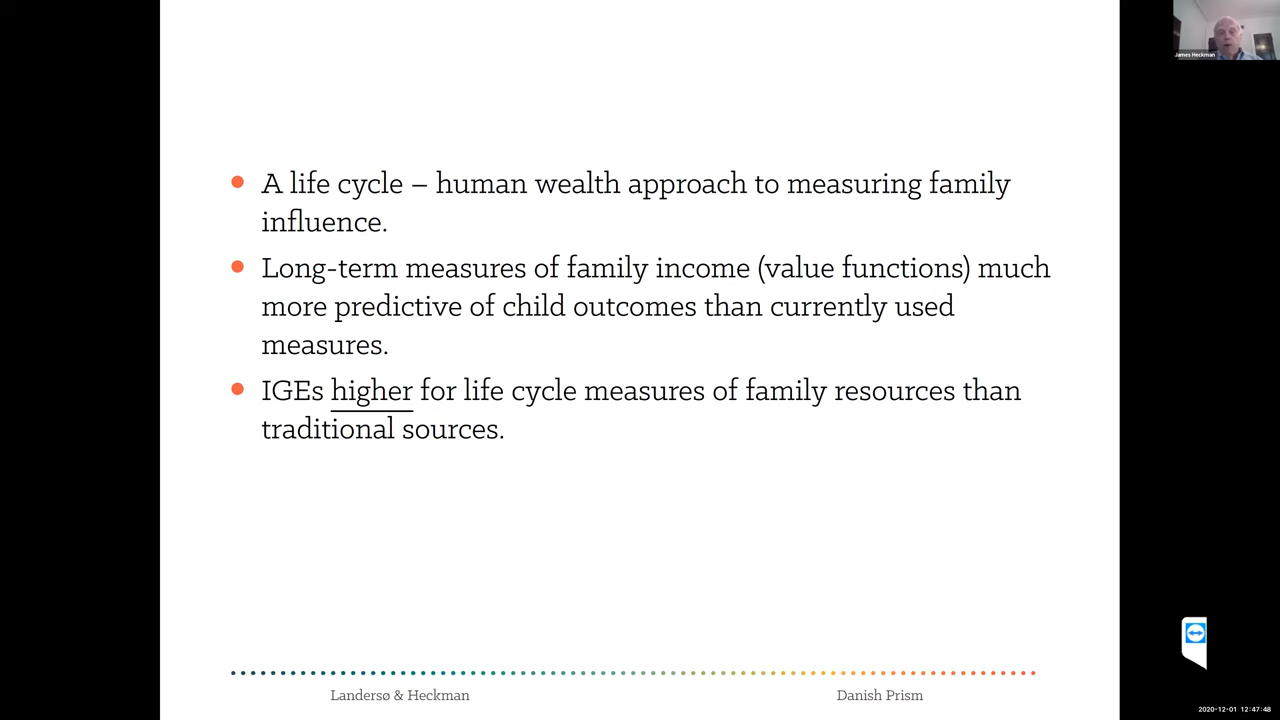 James Heckman
A life cycle – human wealth approach to measuring family
influence.
Long-term measures of family income (value functions) much
more predictive of child outcomes than currently used
measures.
IGEs higher for life cycle measures of family resources than
traditional sources.
Landersø & Heckman
Danish Prism
2020-12-01 12:47:48